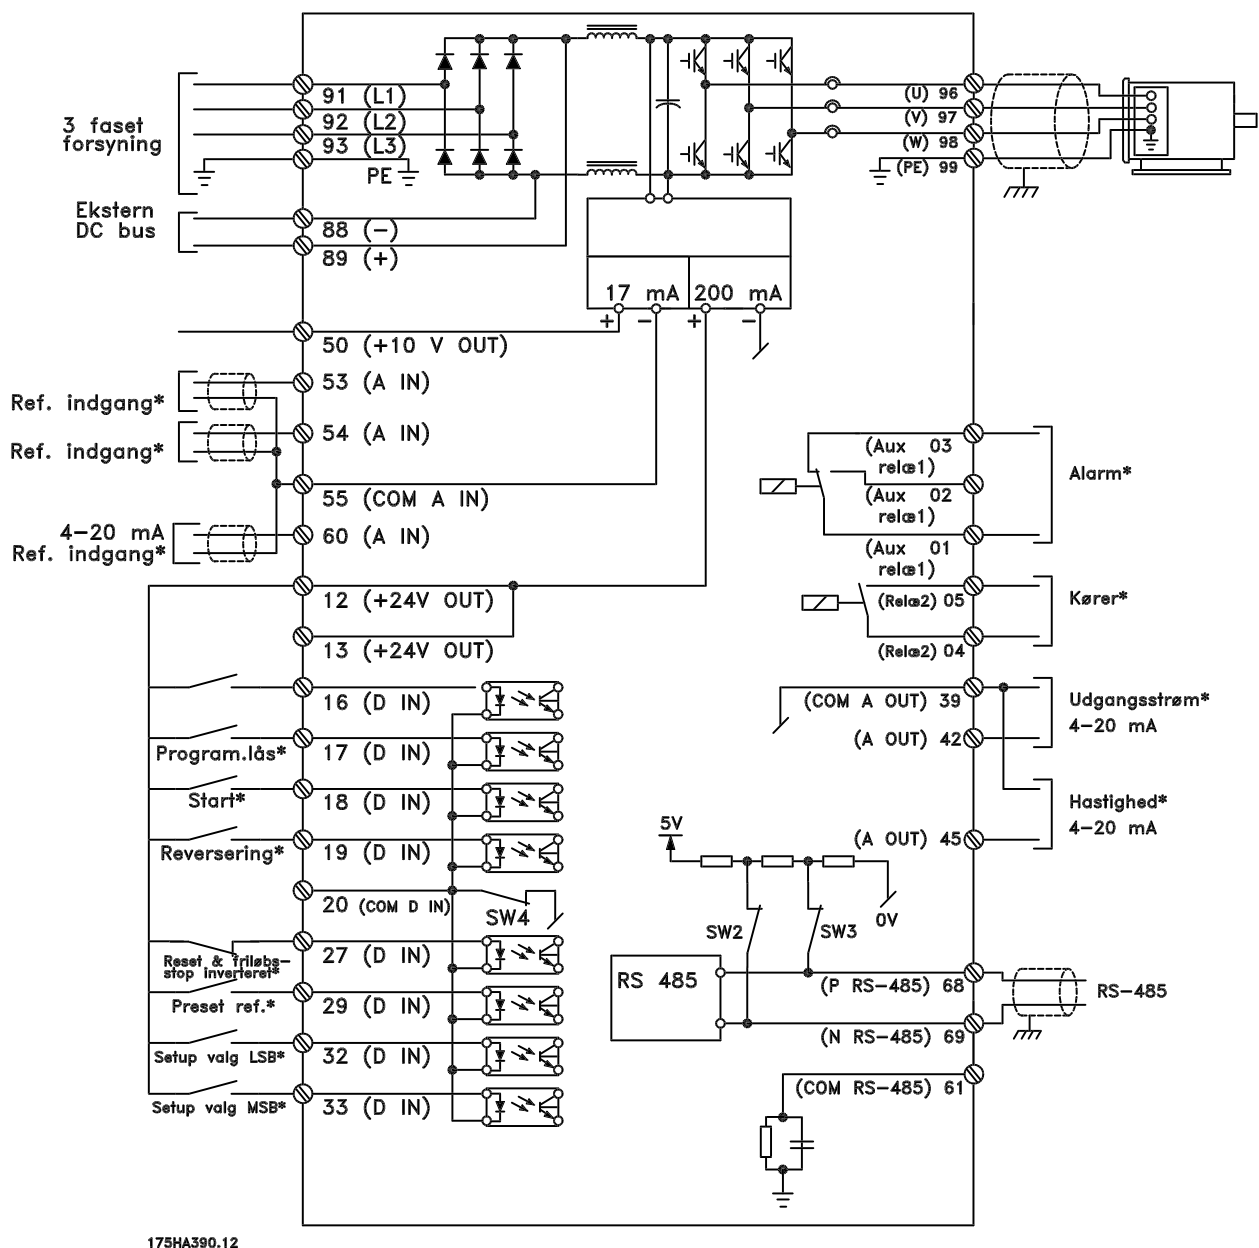 3 faset
forsyning
91 (L1)
92 (L2)
93 (L3)
PE
Ekstern
DC bus
88 (−)
89 (+)
(U) 96
(V) 97
(W) 98
(PE) 99
17 mA 200 mA
+ − + −
50 (+10 V OUT)
Ref. indgang*
53 (A IN)
Ref. indgang*
54 (A IN)
55 (COM A IN)
4−20 mA
Ref. indgang*
60 (A IN)
12 (+24V OUT)
13 (+24V OUT)
16 (D IN)
Program.lås*
17 (D IN)
Start*
18 (D IN)
Reversering*
19 (D IN)
20 (COM D IN)
SW4
Reset & friløbs−
stop inverteret*
27 (D IN)
Preset ref.*
29 (D IN)
Setup valg LSB*
32 (D IN)
Setup valg MSB*
33 (D IN)
(Aux 03
relæ1)
(Aux 02
relæ1)
(Aux 01
relæ1)
Alarm*
(Relæ2) 05
(Relæ2) 04
Kører*
(COM A OUT) 39
(A OUT) 42
Udgangsstrøm*
4−20 mA
(A OUT) 45
Hastighed*
4−20 mA
5V
0V
SW2
SW3
RS 485
(P RS−485) 68
(N RS−485) 69
RS−485
(COM RS−485) 61
175HA390.12